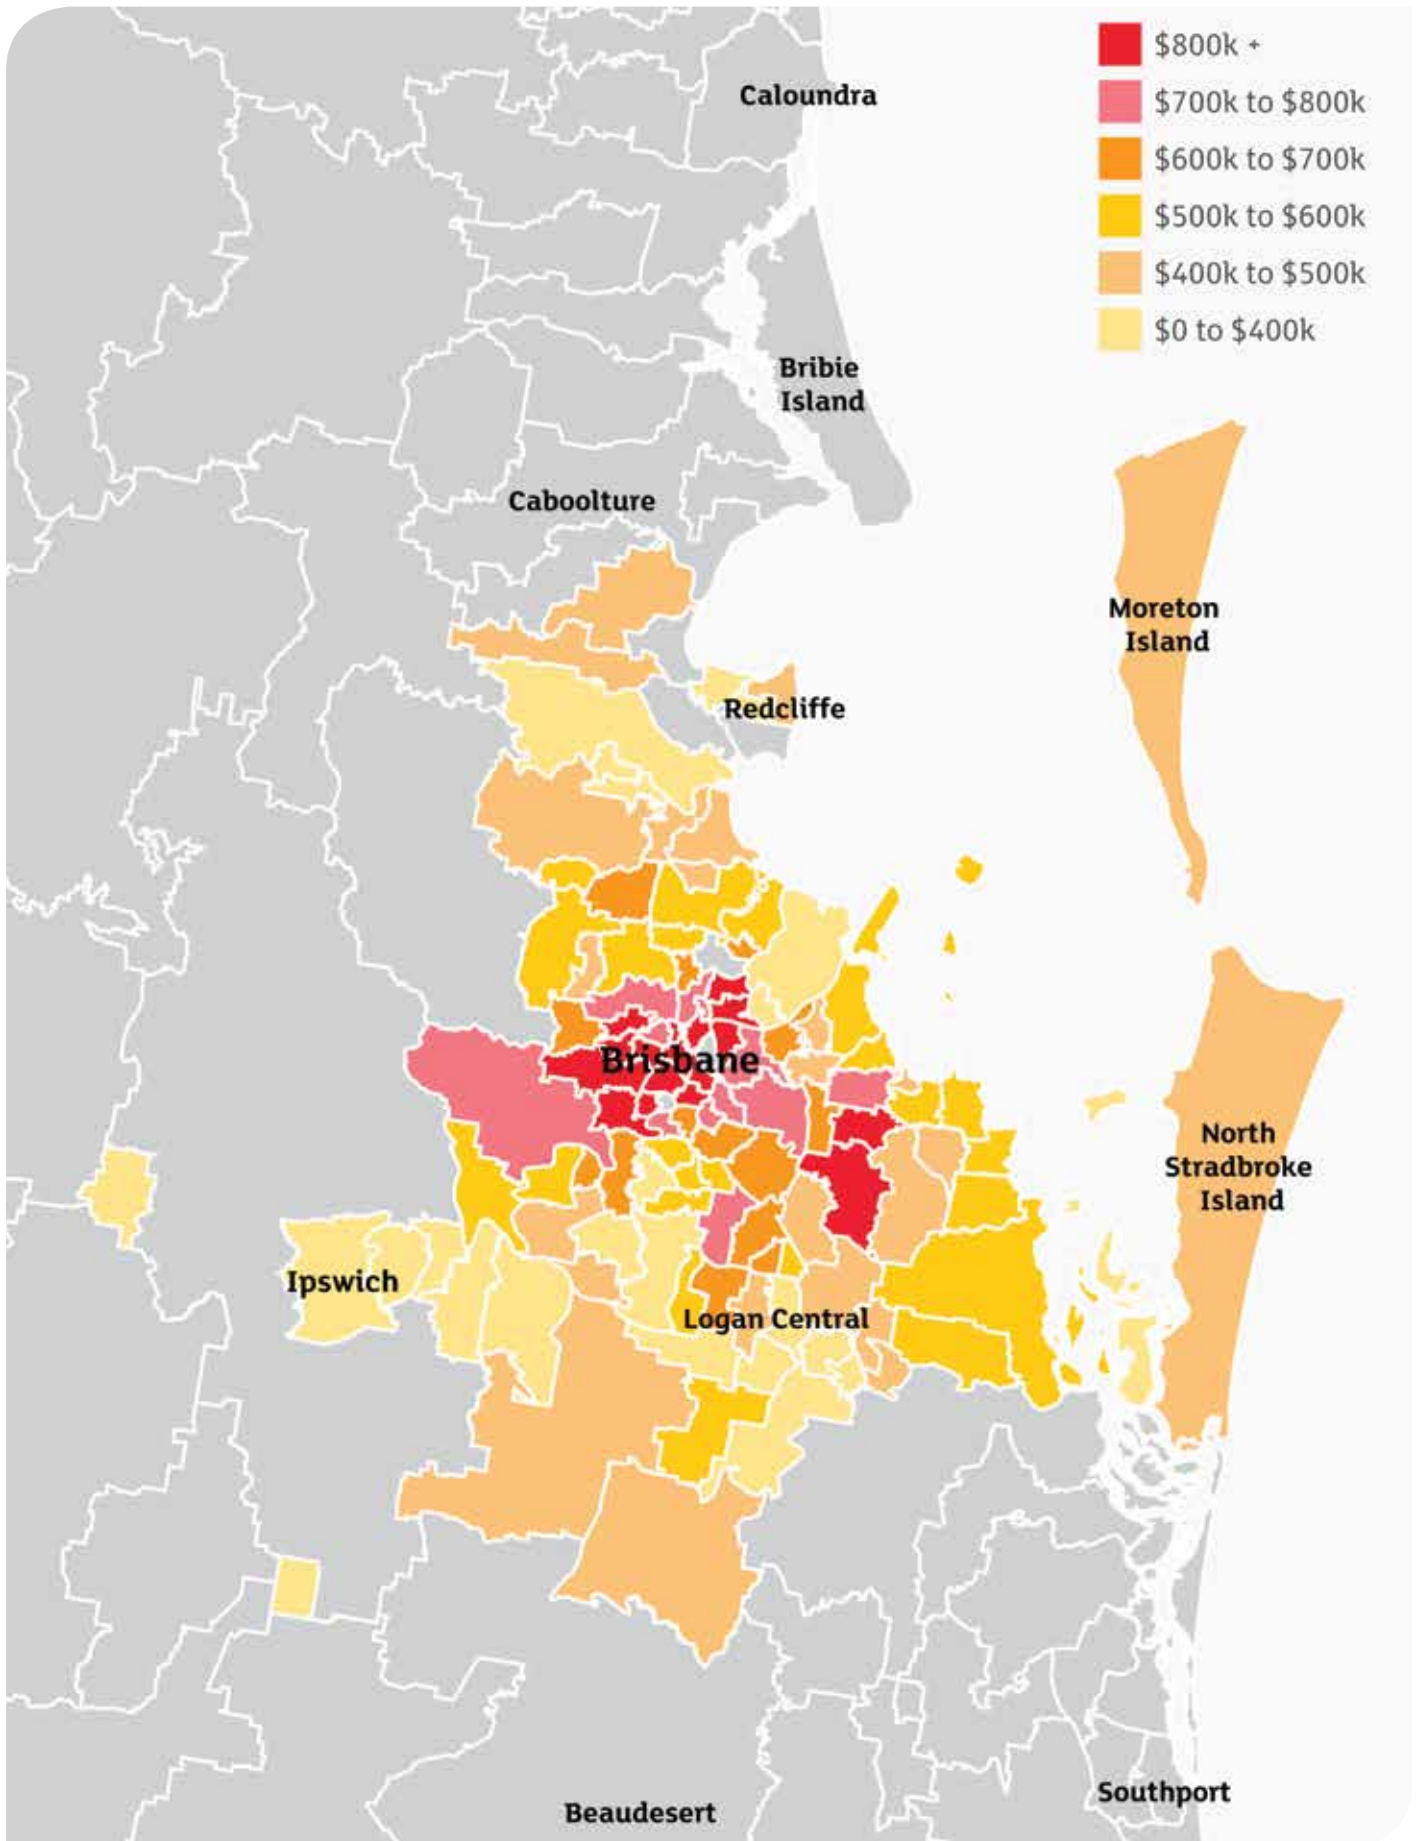 $800k +
Caloundra
$700k to $800k
$600k to $700k
$500k to $600k
$400k to $500k
$0 to $400k
Bribie
Island
Caboolture
Moreton
Island
Redcliffe
Brisbane
North
Stradbroke
Island
Ipswich
Logan Central
Southport
Beaudesert